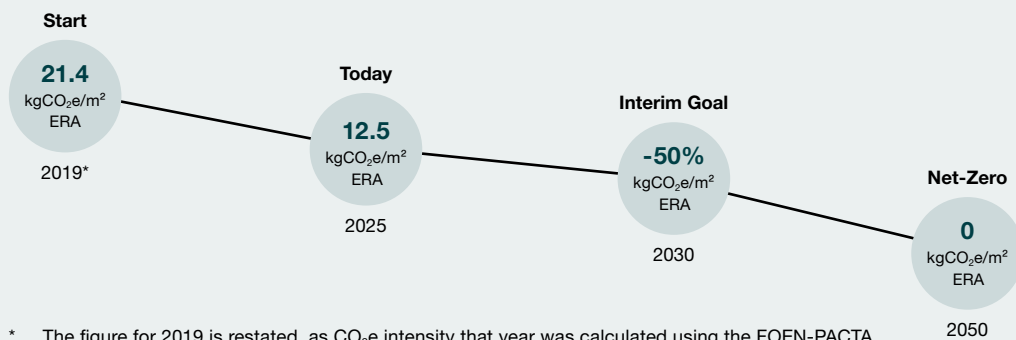 Start
21.4
kgCO₂e/m²
ERA
2019*
Today
12.5
kgCO₂e/m²
ERA
2025
Interim Goal
-50%
kgCO₂e/m²
ERA
2030
Net-Zero
0
kgCO₂e/m²
ERA
2050
* The figure for 2019 is restated, as CO₂e intensity that year was calculated using the FOEN-PACTA